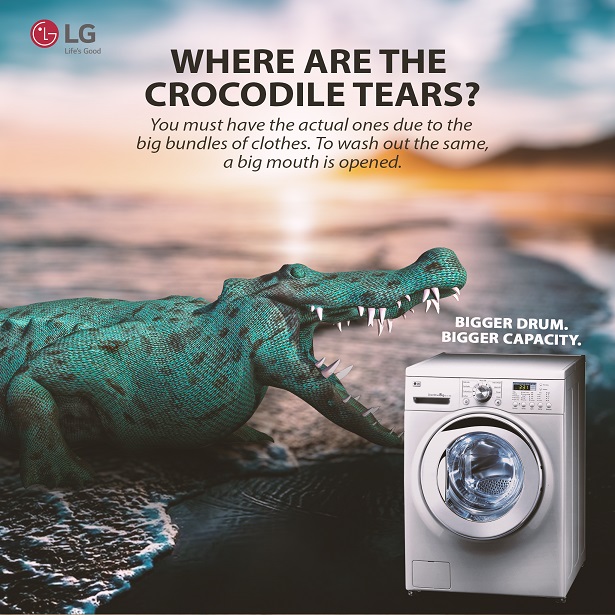 LG
Life's Good
WHERE ARE THE
CROCODILE TEARS?
You must have the actual ones due to the
big bundles of clothes. To wash out the same,
a big mouth is opened.
BIGGER DRUM.
BIGGER CAPACITY.